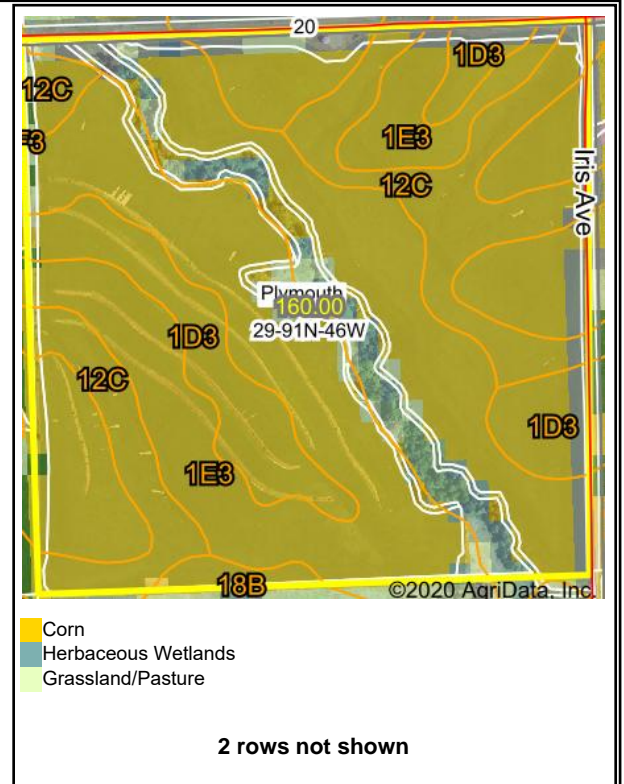 20
1D3
12C
1E3
12C
Iris Ave
Plymouth
160.00
29-91N-46W
1D3
12C
1D3
1E3
18B
©2020 AgriData, Inc.
Corn
Herbaceous Wetlands
Grassland/Pasture
2 rows not shown